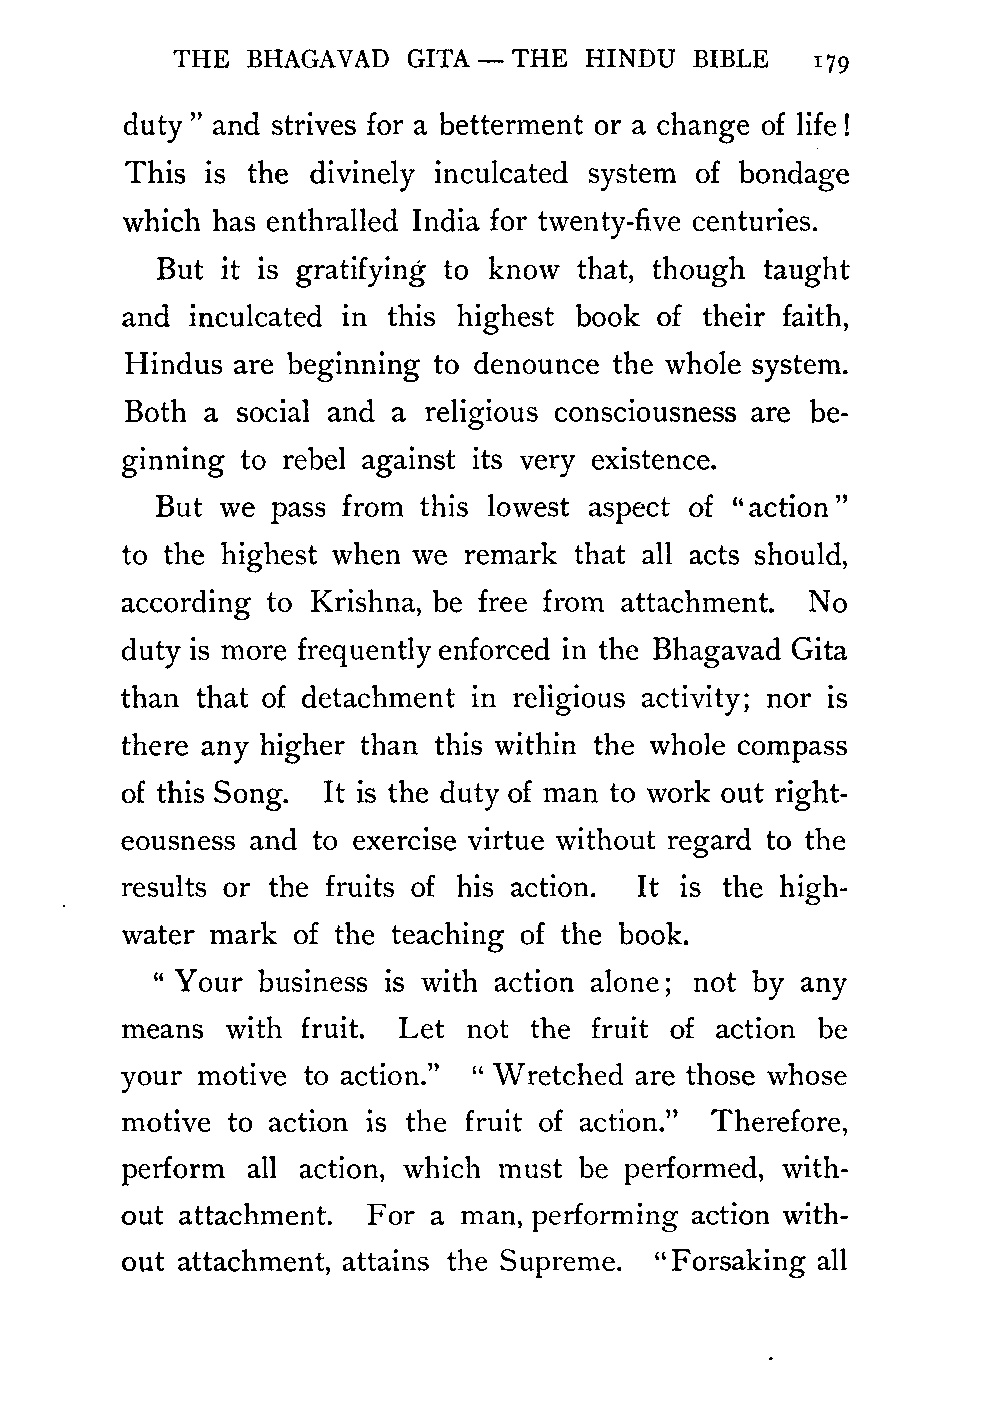 THE BHAGAVAD GITA — THE HINDU BIBLE 179
duty" and strives for a betterment or a change of life!
This is the divinely inculcated system of bondage
which has enthralled India for twenty-five centuries.
But it is gratifying to know that, though taught
and inculcated in this highest book of their faith,
Hindus are beginning to denounce the whole system.
Both a social and a religious consciousness are be-
ginning to rebel against its very existence.
But we pass from this lowest aspect of "action"
to the highest when we remark that all acts should,
according to Krishna, be free from attachment. No
duty is more frequently enforced in the Bhagavad Gita
than that of detachment in religious activity; nor is
there any higher than this within the whole compass
of this Song. It is the duty of man to work out right-
eousness and to exercise virtue without regard to the
results or the fruits of his action. It is the high-
water mark of the teaching of the book.
"Your business is with action alone; not by any
means with fruit. Let not the fruit of action be
your motive to action." "Wretched are those whose
motive to action is the fruit of action." Therefore,
perform all action, which must be performed, with-
out attachment. For a man, performing action with-
out attachment, attains the Supreme. "Forsaking all